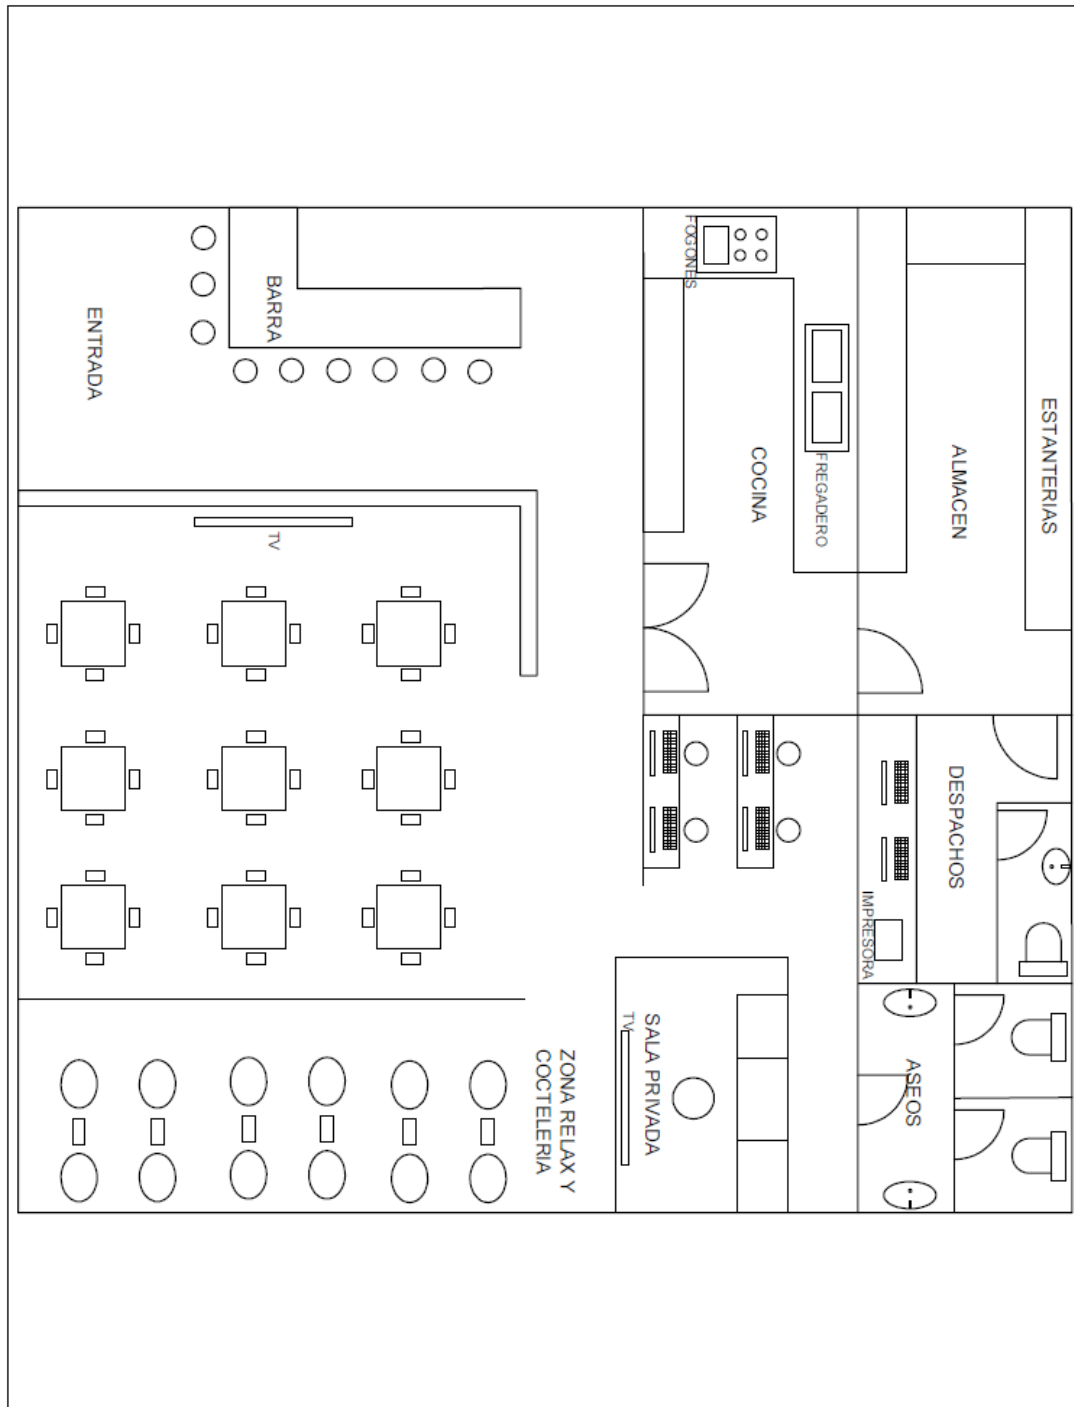 ENTRADA
BARRA
FOGONES
COCINA
FREGADERO
ALMACEN
ESTANTERIAS
TV
DESPACHOS
IMPRESORA
ZONA RELAX Y
COCTELERIA
SALA PRIVADA
TV
ASEOS